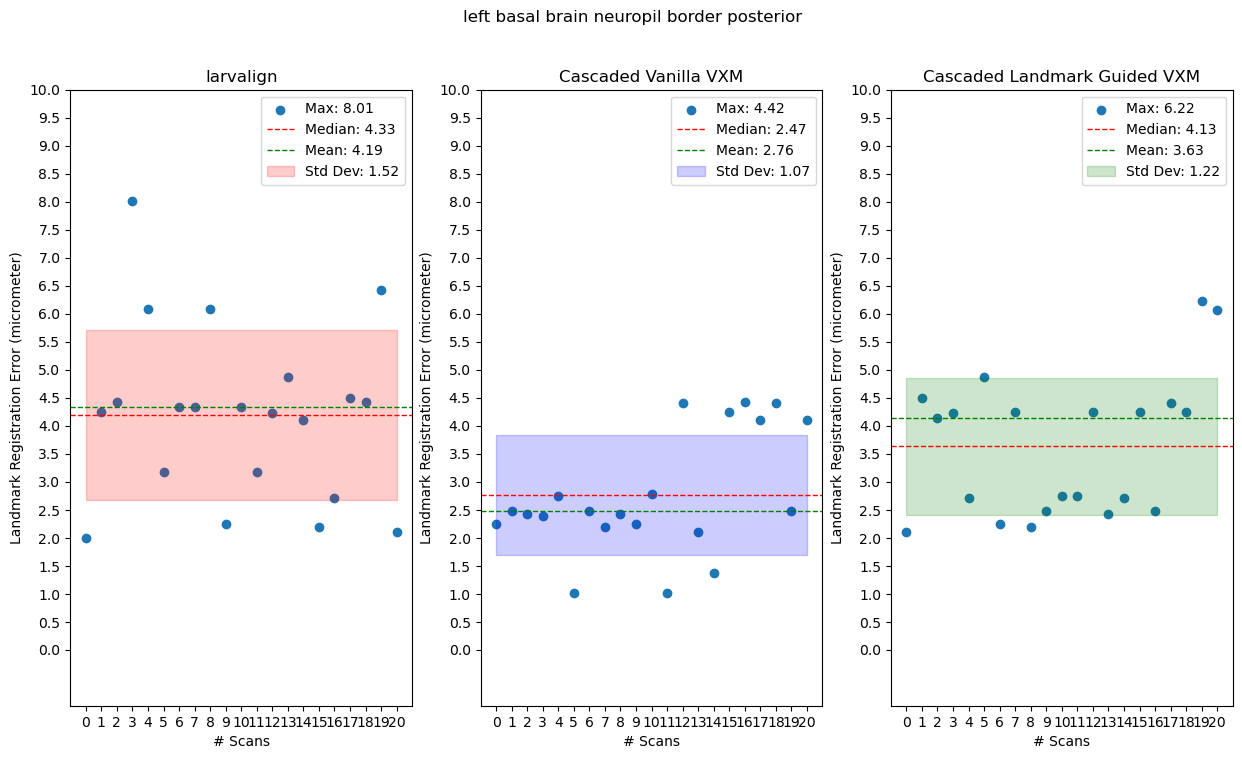 left basal brain neuropil border posterior
larvalign
Landmark Registration Error (micrometer)
10.0
9.5
9.0
8.5
8.0
7.5
7.0
6.5
6.0
5.5
5.0
4.5
4.0
3.5
3.0
2.5
2.0
1.5
1.0
0.5
0.0
Max: 8.01
Median: 4.33
Mean: 4.19
Std Dev: 1.52
0 1 2 3 4 5 6 7 8 9 10 11 12 13 14 15 16 17 18 19 20
# Scans
Cascaded Vanilla VXM
Landmark Registration Error (micrometer)
10.0
9.5
9.0
8.5
8.0
7.5
7.0
6.5
6.0
5.5
5.0
4.5
4.0
3.5
3.0
2.5
2.0
1.5
1.0
0.5
0.0
Max: 4.42
Median: 2.47
Mean: 2.76
Std Dev: 1.07
0 1 2 3 4 5 6 7 8 9 10 11 12 13 14 15 16 17 18 19 20
# Scans
Cascaded Landmark Guided VXM
Landmark Registration Error (micrometer)
10.0
9.5
9.0
8.5
8.0
7.5
7.0
6.5
6.0
5.5
5.0
4.5
4.0
3.5
3.0
2.5
2.0
1.5
1.0
0.5
0.0
Max: 6.22
Median: 4.13
Mean: 3.63
Std Dev: 1.22
0 1 2 3 4 5 6 7 8 9 10 11 12 13 14 15 16 17 18 19 20
# Scans